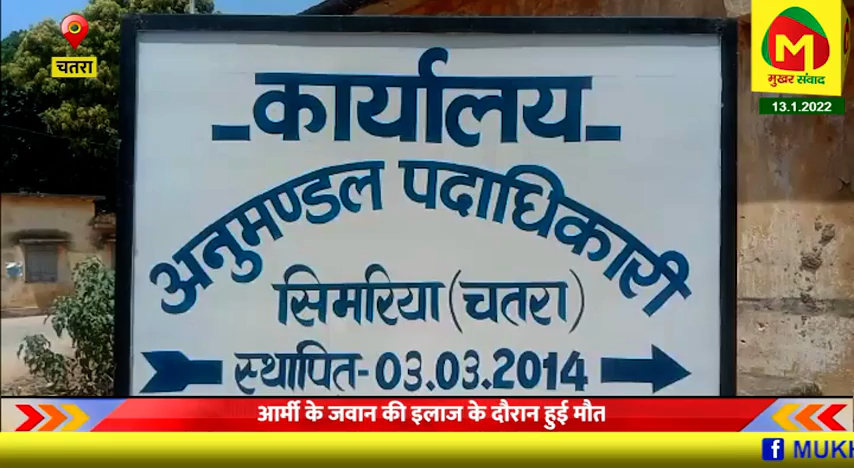 चतरा
M
मुखर संवाद
13.1.2022
कार्यालय
अनुमण्डल पदाधिकारी
सिमरिया (चतरा)
स्थापित- 03.03.2014
आर्मी के जवान की इलाज के दौरान हुई मौत
f MUKH